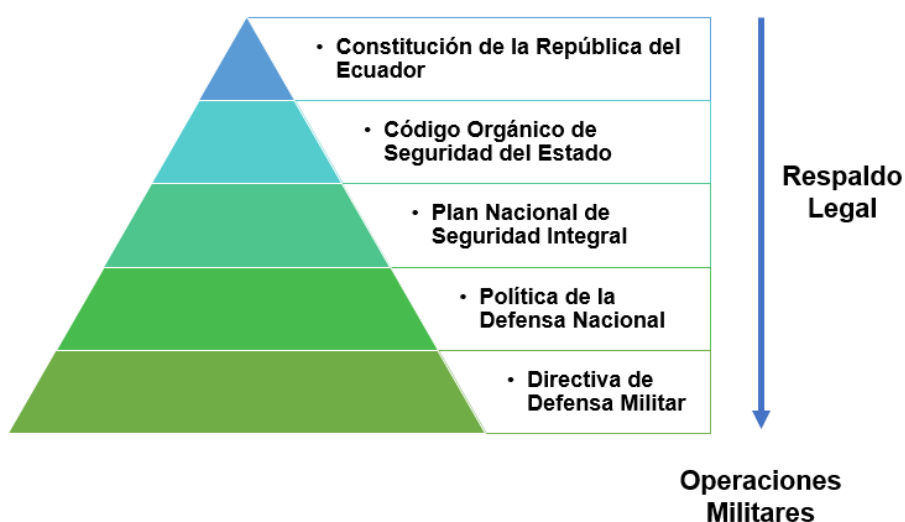 • Constitución de la República del
Ecuador
• Código Orgánico de
Seguridad del Estado
• Plan Nacional de
Seguridad Integral
• Política de la
Defensa Nacional
• Directiva de
Defensa Militar
Respaldo
Legal
Operaciones
Militares